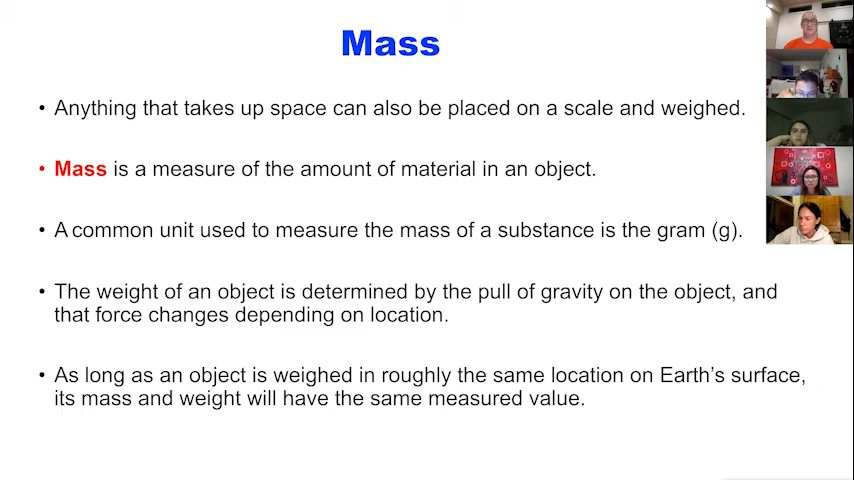 Mass
• Anything that takes up space can also be placed on a scale and weighed.
• Mass is a measure of the amount of material in an object.
• A common unit used to measure the mass of a substance is the gram (g).
• The weight of an object is determined by the pull of gravity on the object, and
that force changes depending on location.
• As long as an object is weighed in roughly the same location on Earth’s surface,
its mass and weight will have the same measured value.